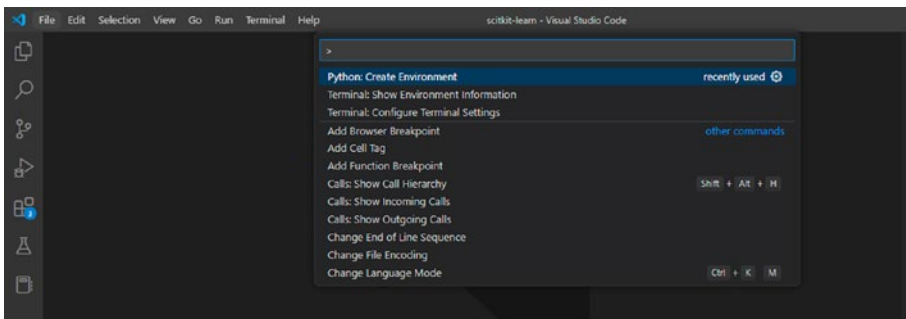 File Edit Selection View Go Run Terminal Help scitkit-learn - Visual Studio Code
>
Python: Create Environment recently used
Terminal: Show Environment Information
Terminal: Configure Terminal Settings
Add Browser Breakpoint other commands
Add Cell Tag
Add Function Breakpoint
Calls: Show Call Hierarchy Shift + Alt + H
Calls: Show Incoming Calls
Calls: Show Outgoing Calls
Change End of Line Sequence
Change File Encoding
Change Language Mode Ctrl + K M
3